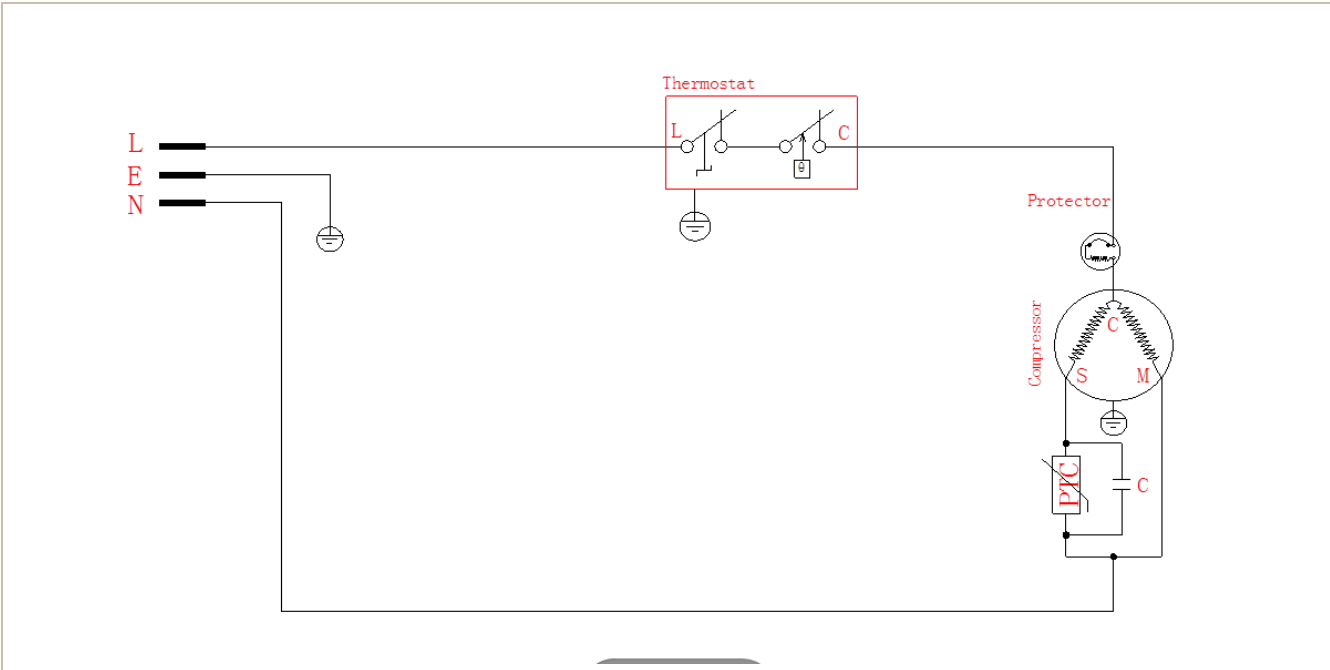 Thermostat
L
L
C
E
θ
N
Protector
Compressor
C
S
M
PTC
C